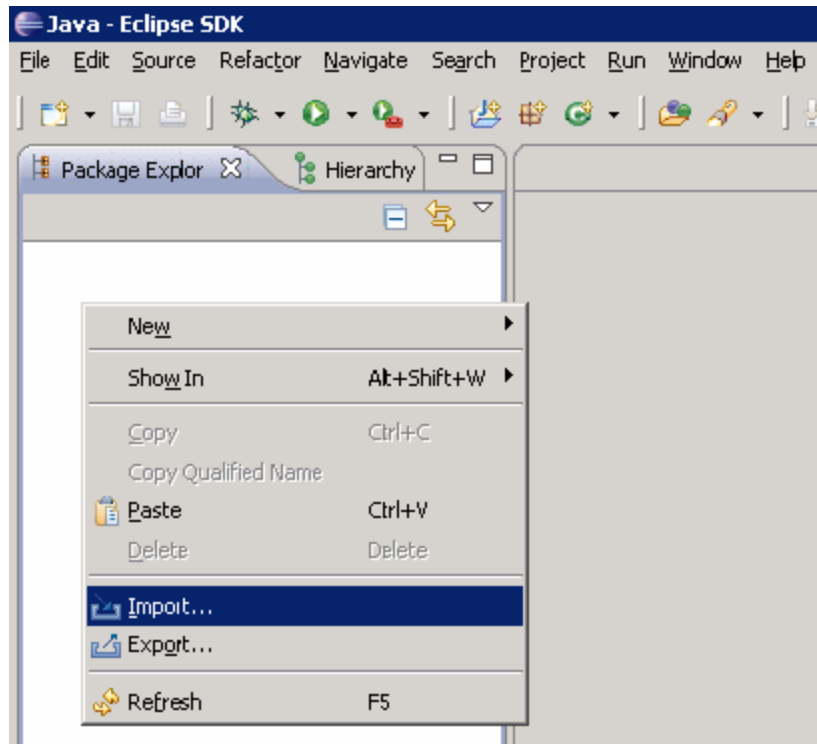 Java - Eclipse SDK
File Edit Source Refactor Navigate Search Project Run Window Help
Package Explor Hierarchy
New
Show In Alt+Shift+W
Copy Ctrl+C
Copy Qualified Name
Paste Ctrl+V
Delete Delete
Import...
Export...
Refresh F5